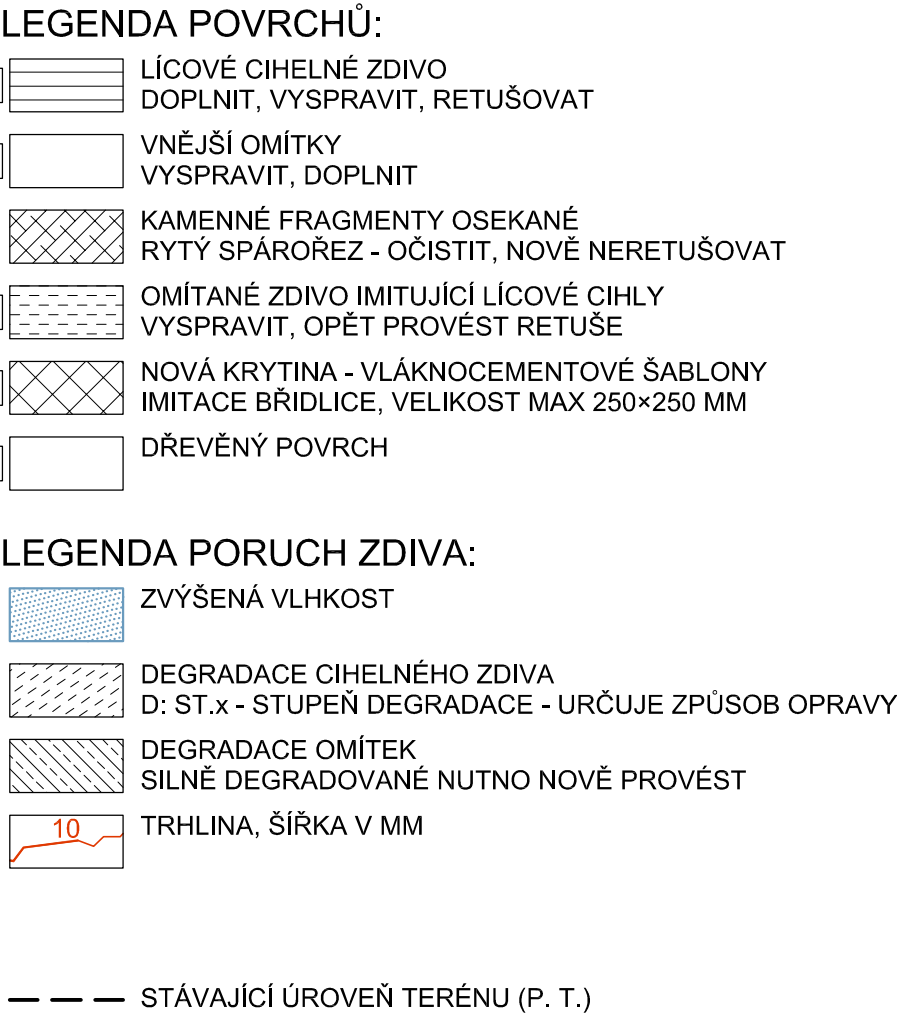 LEGENDA POVRCHŮ:
LÍCOVÉ CIHELNÉ ZDIVO
DOPLNIT, VYSPRAVIT, RETUŠOVAT
VNĚJŠÍ OMÍTKY
VYSPRAVIT, DOPLNIT
KAMENNÉ FRAGMENTY OSEKANÉ
RYTÝ SPÁROŘEZ - OČISTIT, NOVĚ NERETUŠOVAT
OMÍTANÉ ZDIVO IMITUJÍCÍ LÍCOVÉ CIHLY
VYSPRAVIT, OPĚT PROVÉST RETUŠE
NOVÁ KRYTINA - VLÁKNOCEMENTOVÉ ŠABLONY
IMITACE BŘIDLICE, VELIKOST MAX 250×250 MM
DŘEVĚNÝ POVRCH
LEGENDA PORUCH ZDIVA:
ZVÝŠENÁ VLHKOST
DEGRADACE CIHELNÉHO ZDIVA
D: ST.x - STUPEŇ DEGRADACE - URČUJE ZPŮSOB OPRAVY
DEGRADACE OMÍTEK
SILNĚ DEGRADOVANÉ NUTNO NOVĚ PROVÉST
10
TRHLINA, ŠÍŘKA V MM
STÁVAJÍCÍ ÚROVEŇ TERÉNU (P. T.)